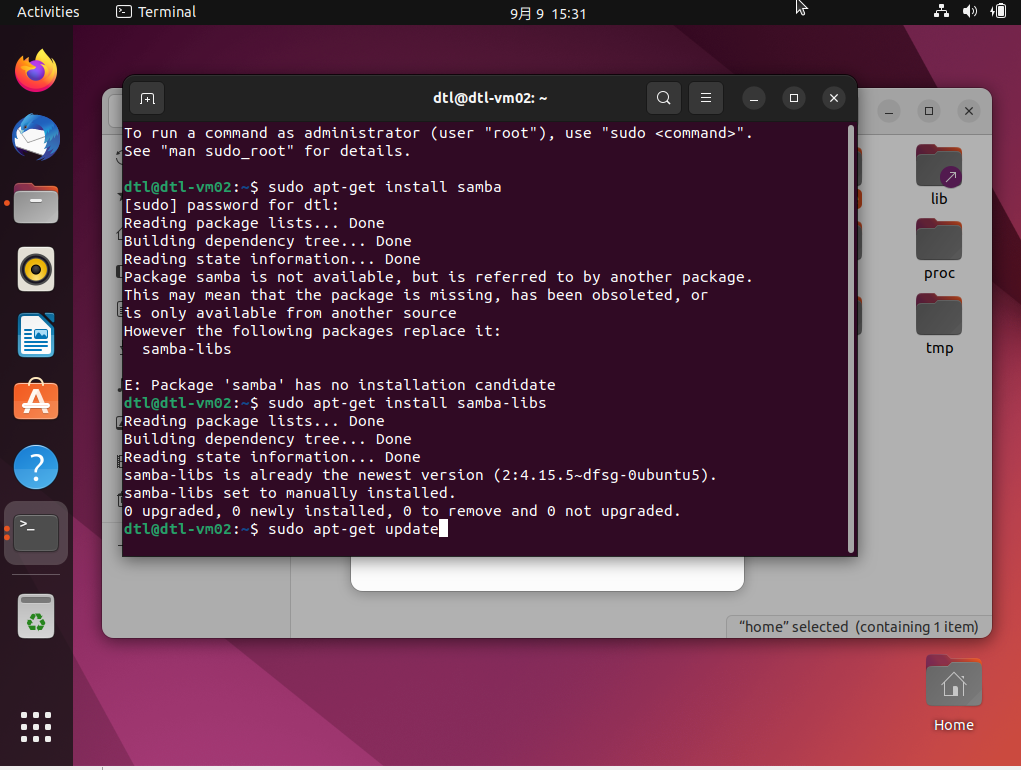 Activities
Terminal
9月 9 15:31
dtl@dtl-vm02: ~
To run a command as administrator (user "root"), use "sudo <command>".
See "man sudo_root" for details.
dtl@dtl-vm02:~$ sudo apt-get install samba
[sudo] password for dtl:
Reading package lists... Done
Building dependency tree... Done
Reading state information... Done
Package samba is not available, but is referred to by another package.
This may mean that the package is missing, has been obsoleted, or
is only available from another source
However the following packages replace it:
samba-libs
E: Package 'samba' has no installation candidate
dtl@dtl-vm02:~$ sudo apt-get install samba-libs
Reading package lists... Done
Building dependency tree... Done
Reading state information... Done
samba-libs is already the newest version (2:4.15.5~dfsg-0ubuntu5).
samba-libs set to manually installed.
0 upgraded, 0 newly installed, 0 to remove and 0 not upgraded.
dtl@dtl-vm02:~$ sudo apt-get update
lib
proc
tmp
“home” selected (containing 1 item)
Home